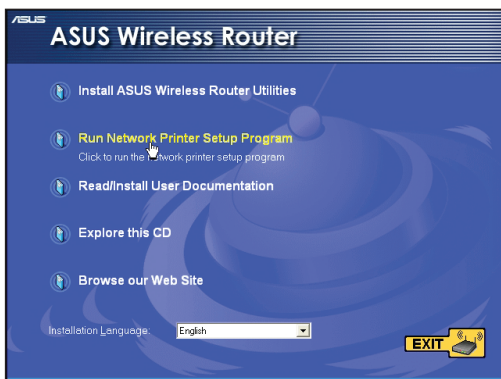 ASUS
ASUS Wireless Router
Install ASUS Wireless Router Utilities
Run Network Printer Setup Program
Click to run the network printer setup program
Read/Install User Documentation
Explore this CD
Browse our Web Site
Installation Language: English
EXIT